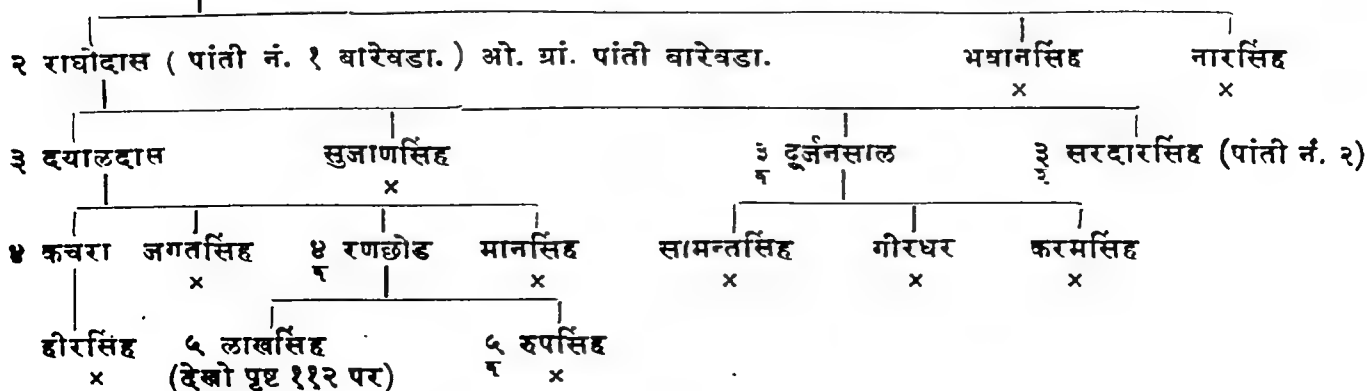 २ राघोदास ( पांती नं. १ बारेवडा. ) ओ. ग्रां. पांती बारेवडा. भवानसिंह नारसिंह
× ×
३ दयालदास सुजाणसिंह ३/व दूर्जनसाल ३/२ सरदारसिंह (पांती नं. २)
×
४ कचरा जगतसिंह ४/व रणछोड मानसिंह सामन्तसिंह गीरधर करमसिंह
× × × × ×
हीरसिंह ५ लाखसिंह ५/व रुपसिंह
× (देखो पृष्ट ११२ पर) ×